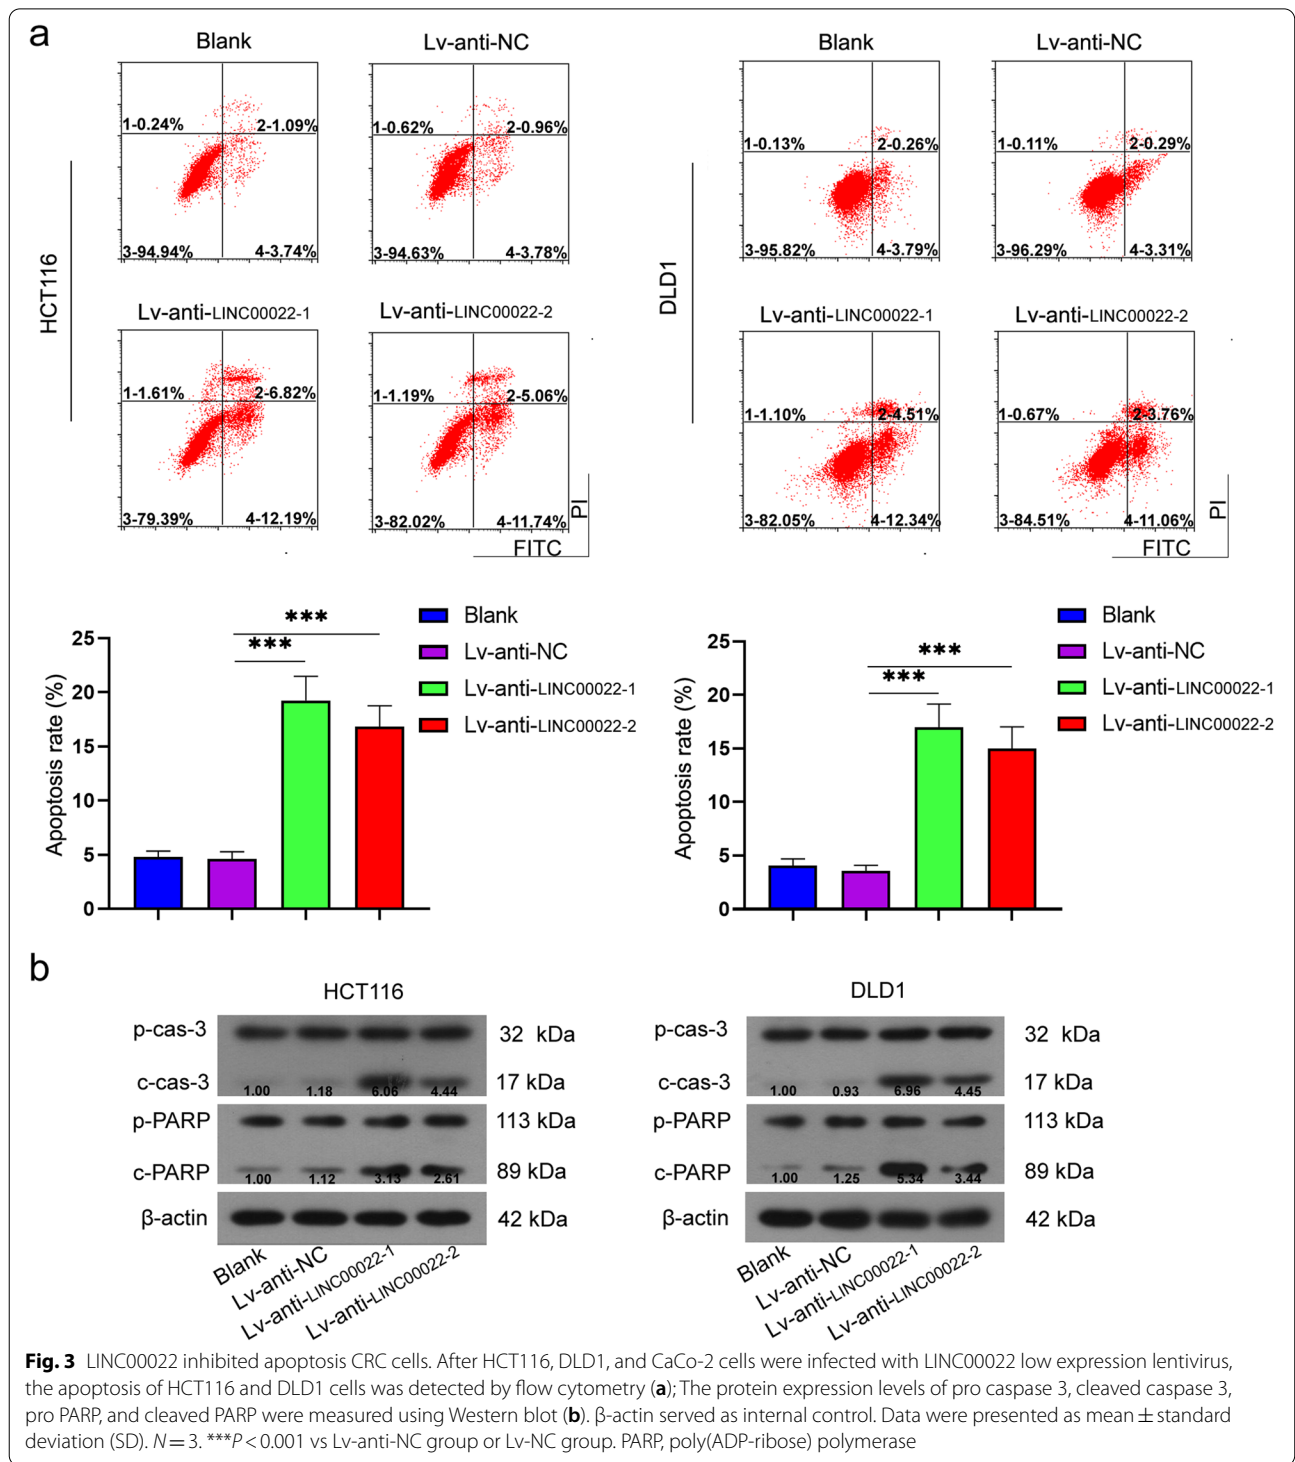 a
Blank
Lv-anti-NC
1-0.24%
2-1.09%
3-94.94%
4-3.74%
1-0.62%
2-0.96%
3-94.63%
4-3.78%
HCT116
Lv-anti-LINC00022-1
Lv-anti-LINC00022-2
1-1.61%
2-6.82%
3-79.39%
4-12.19%
1-1.19%
2-5.06%
3-82.02%
4-11.74%
PI
FITC
Blank
Lv-anti-NC
1-0.13%
2-0.26%
3-95.82%
4-3.79%
1-0.11%
2-0.29%
3-96.29%
4-3.31%
DLD1
Lv-anti-LINC00022-1
Lv-anti-LINC00022-2
1-1.10%
2-4.51%
3-82.05%
4-12.34%
1-0.67%
2-3.76%
3-84.51%
4-11.06%
PI
FITC
Apoptosis rate (%)
25
20
15
10
5
0
***
***
Blank
Lv-anti-NC
Lv-anti-LINC00022-1
Lv-anti-LINC00022-2
Apoptosis rate (%)
25
20
15
10
5
0
***
***
Blank
Lv-anti-NC
Lv-anti-LINC00022-1
Lv-anti-LINC00022-2
b
HCT116
p-cas-3 32 kDa
c-cas-3 17 kDa
1.00 1.18 6.06 4.44
p-PARP 113 kDa
c-PARP 89 kDa
1.00 1.12 3.13 2.61
β-actin 42 kDa
Blank
Lv-anti-NC
Lv-anti-LINC00022-1
Lv-anti-LINC00022-2
DLD1
p-cas-3 32 kDa
c-cas-3 17 kDa
1.00 0.93 6.96 4.45
p-PARP 113 kDa
c-PARP 89 kDa
1.00 1.25 5.34 3.44
β-actin 42 kDa
Blank
Lv-anti-NC
Lv-anti-LINC00022-1
Lv-anti-LINC00022-2
Fig. 3 LINC00022 inhibited apoptosis CRC cells. After HCT116, DLD1, and CaCo-2 cells were infected with LINC00022 low expression lentivirus,
the apoptosis of HCT116 and DLD1 cells was detected by flow cytometry (a); The protein expression levels of pro caspase 3, cleaved caspase 3,
pro PARP, and cleaved PARP were measured using Western blot (b). β-actin served as internal control. Data were presented as mean ± standard
deviation (SD). N = 3. ***P < 0.001 vs Lv-anti-NC group or Lv-NC group. PARP, poly(ADP-ribose) polymerase